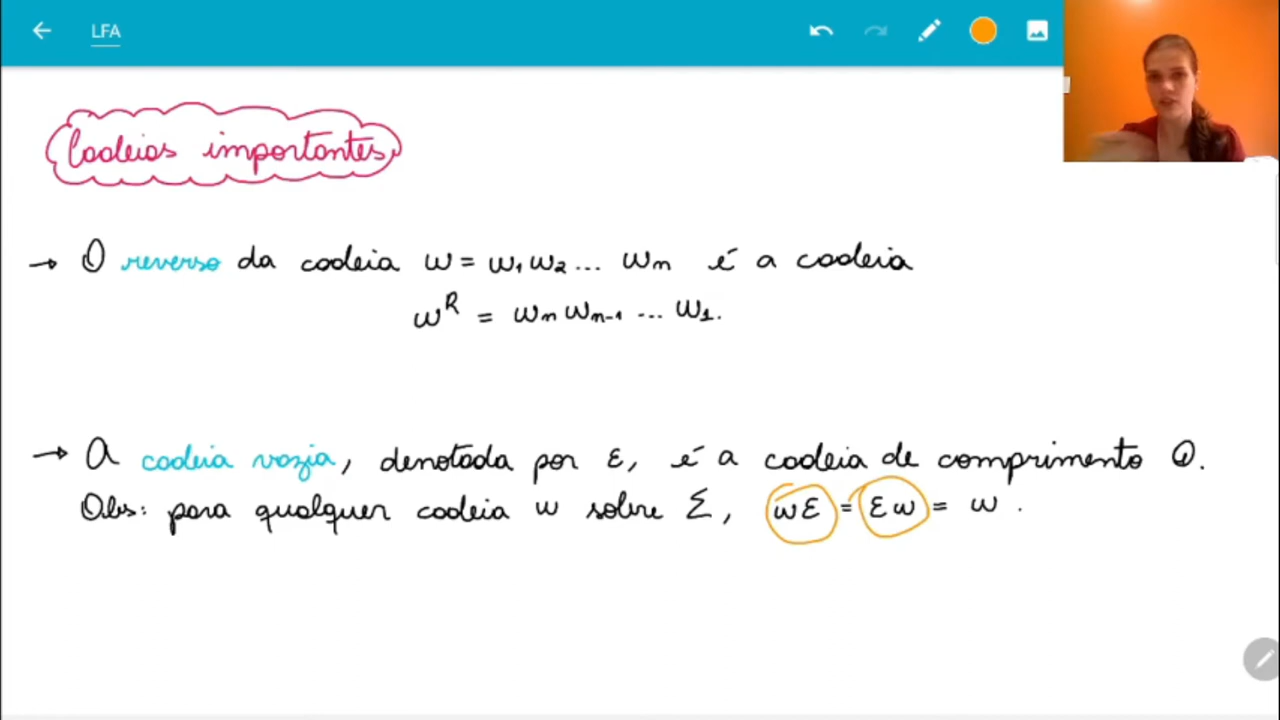 LFA
Cadeias importantes
→ O reverso da cadeia w = w₁w₂... wₙ é a cadeia
wᴿ = wₙwₙ₋₁ ... w₁.
→ A cadeia vazia, denotada por ε, é a cadeia de comprimento 0.
Obs: para qualquer cadeia w sobre Σ, wε = εw = w.